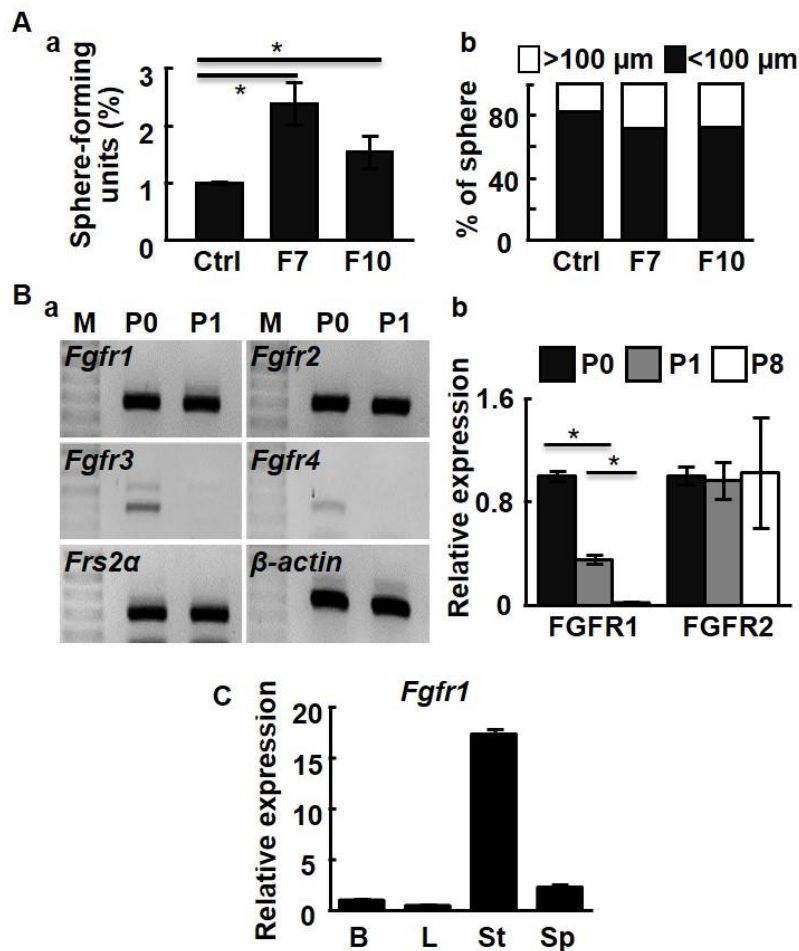 A
a
b
Sphere-forming
units (%)
3
2
1
0
*
*
Ctrl F7 F10
>100 µm <100 µm
% of sphere
80
40
0
Ctrl F7 F10
B
a
b
M P0 P1 M P0 P1
Fgfr1 Fgfr2
Fgfr3 Fgfr4
Frs2α β-actin
P0 P1 P8
Relative expression
1.6
0.8
0
*
*
FGFR1 FGFR2
C
Fgfr1
Relative expression
20
15
10
5
0
B L St Sp